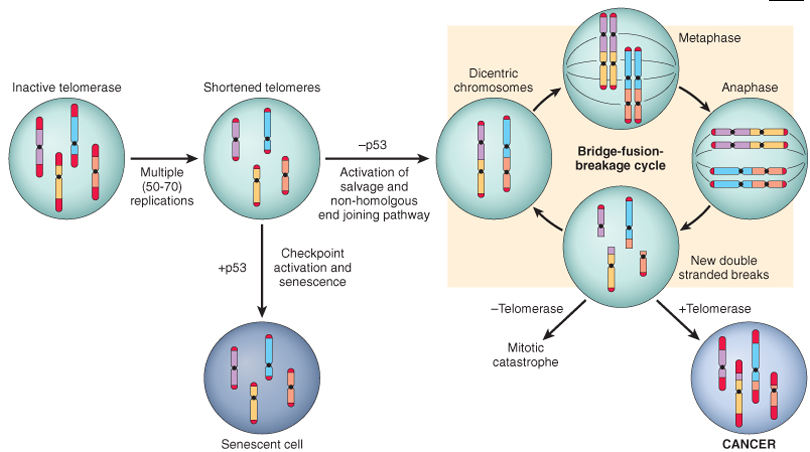 Inactive telomerase
Multiple
(50-70)
replications
Shortened telomeres
–p53
Activation of
salvage and
non-homolgous
end joining pathway
+p53
Checkpoint
activation and
senescence
Senescent cell
Dicentric
chromosomes
Metaphase
Anaphase
Bridge-fusion-
breakage cycle
New double
stranded breaks
–Telomerase
Mitotic
catastrophe
+Telomerase
CANCER